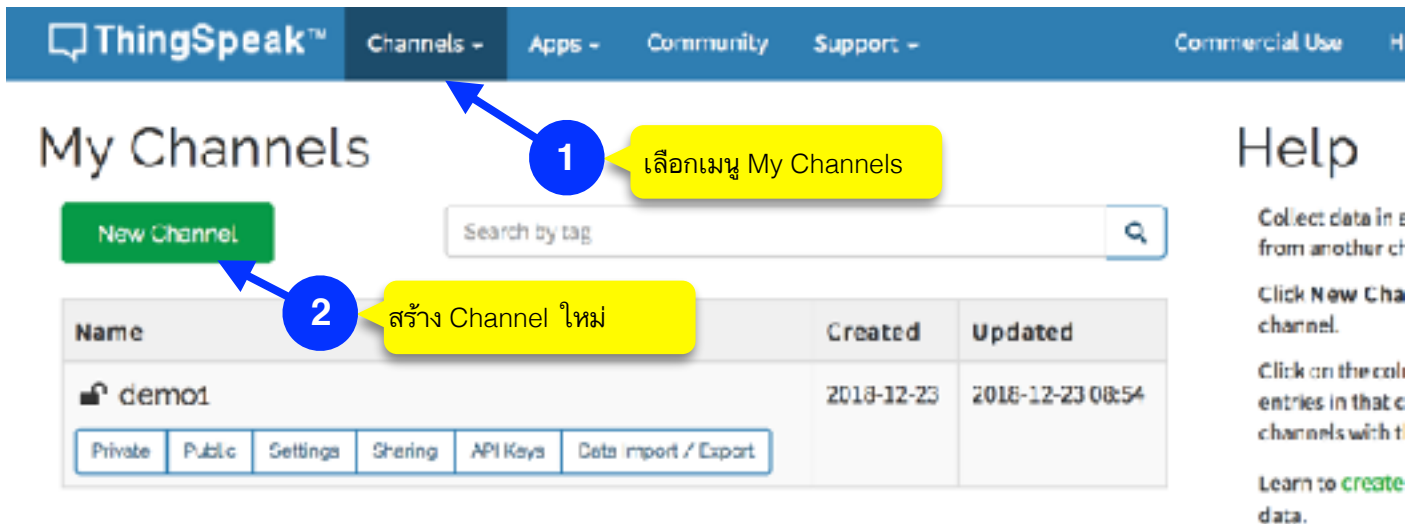 ThingSpeak™ Channels Apps Community Support Commercial Use
My Channels
1
เลือกเมนู My Channels
Help
New Channel
Search by tag
Collect data in
from another
2
สร้าง Channel ใหม่
Click New
channel.
Name Created Updated
demo1 2018-12-23 2018-12-23 08:54
Click on the
entries in that
channels with
Private Public Settings Sharing API Keys Data Import / Export
Learn to create
data.